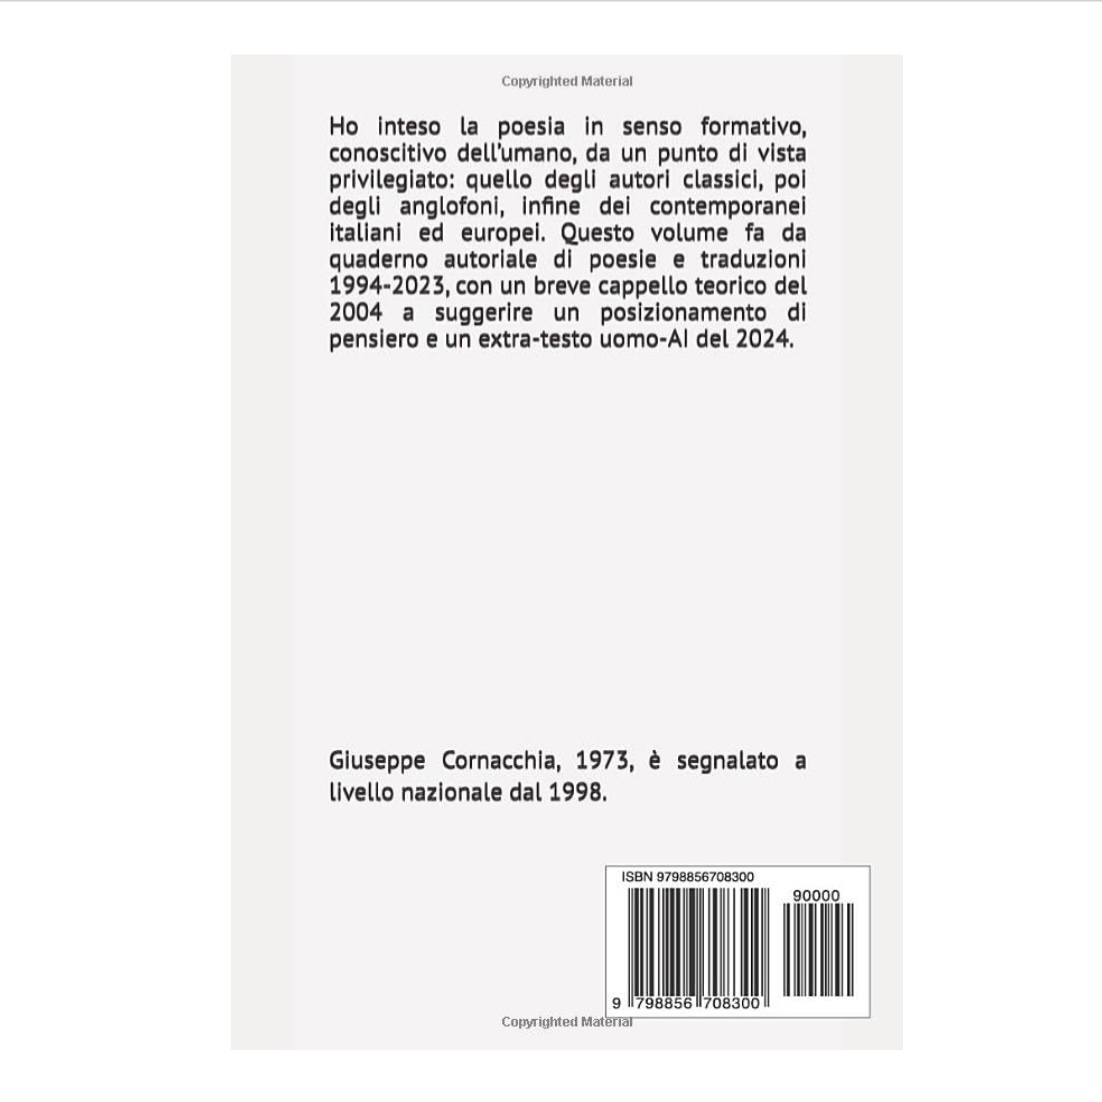 Copyrighted Material
Ho inteso la poesia in senso formativo,
conoscitivo dell'umano, da un punto di vista
privilegiato: quello degli autori classici, poi
degli anglofoni, infine dei contemporanei
italiani ed europei. Questo volume fa da
quaderno autoriale di poesie e traduzioni
1994-2023, con un breve cappello teorico del
2004 a suggerire un posizionamento di
pensiero e un extra-testo uomo-AI del 2024.
Giuseppe Cornacchia, 1973, è segnalato a
livello nazionale dal 1998.
ISBN 9798856708300
90000
9 798856 708300
Copyrighted Material